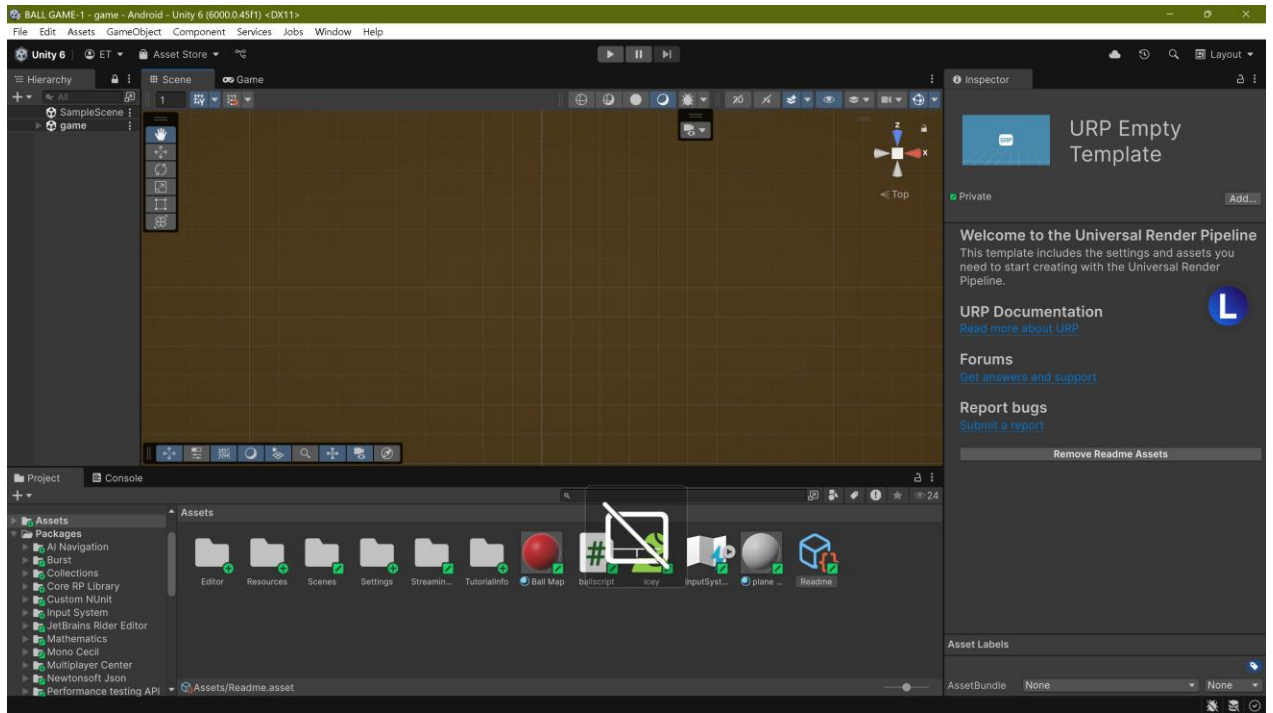 BALL GAME-1 - game - Android - Unity 6 (6000.0.45f1) <DX11>
File Edit Assets GameObject Component Services Jobs Window Help
Unity 6 ET Asset Store Layout
Hierarchy
All
SampleScene
game
Scene Game
1
2D
z
x
Top
Inspector
URP Empty
Template
Private
Add...
Welcome to the Universal Render Pipeline
This template includes the settings and assets you
need to start creating with the Universal Render
Pipeline.
L
URP Documentation
Read more about URP
Forums
Get answers and support
Report bugs
Submit a report
Remove Readme Assets
Project Console
24
Assets
Packages
AI Navigation
Burst
Collections
Core RP Library
Custom NUnit
Input System
JetBrains Rider Editor
Mathematics
Mono Cecil
Multiplayer Center
Newtonsoft Json
Performance testing API
Assets
Editor Resources Scenes Settings Streamin... TutorialInfo Ball Map ballscript icey InputSyst... plane ... Readme
Assets/Readme.asset
Asset Labels
AssetBundle None None